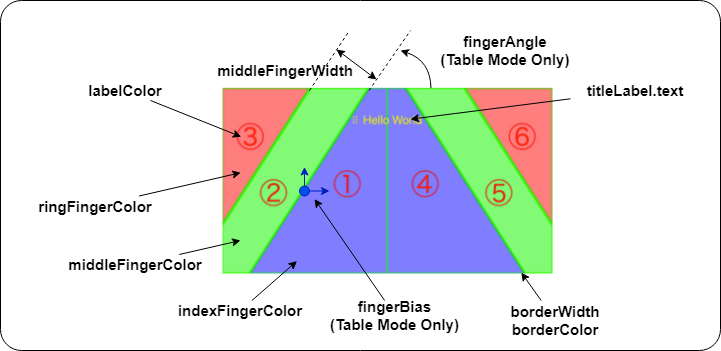 fingerAngle
(Table Mode Only)
middleFingerWidth
labelColor
titleLabel.text
Hello World
③
⑥
②
①
④
⑤
ringFingerColor
middleFingerColor
indexFingerColor
fingerBias
(Table Mode Only)
borderWidth
borderColor